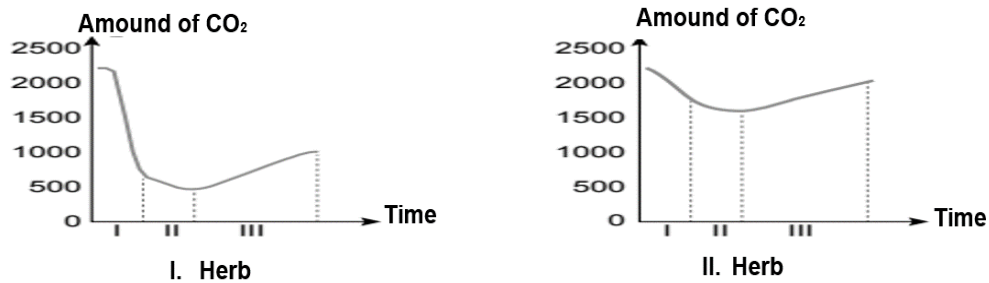 Amound of CO₂
2500
2000
1500
1000
500
0
I II III
Time
I. Herb
Amound of CO₂
2500
2000
1500
1000
500
0
I II III
Time
II. Herb